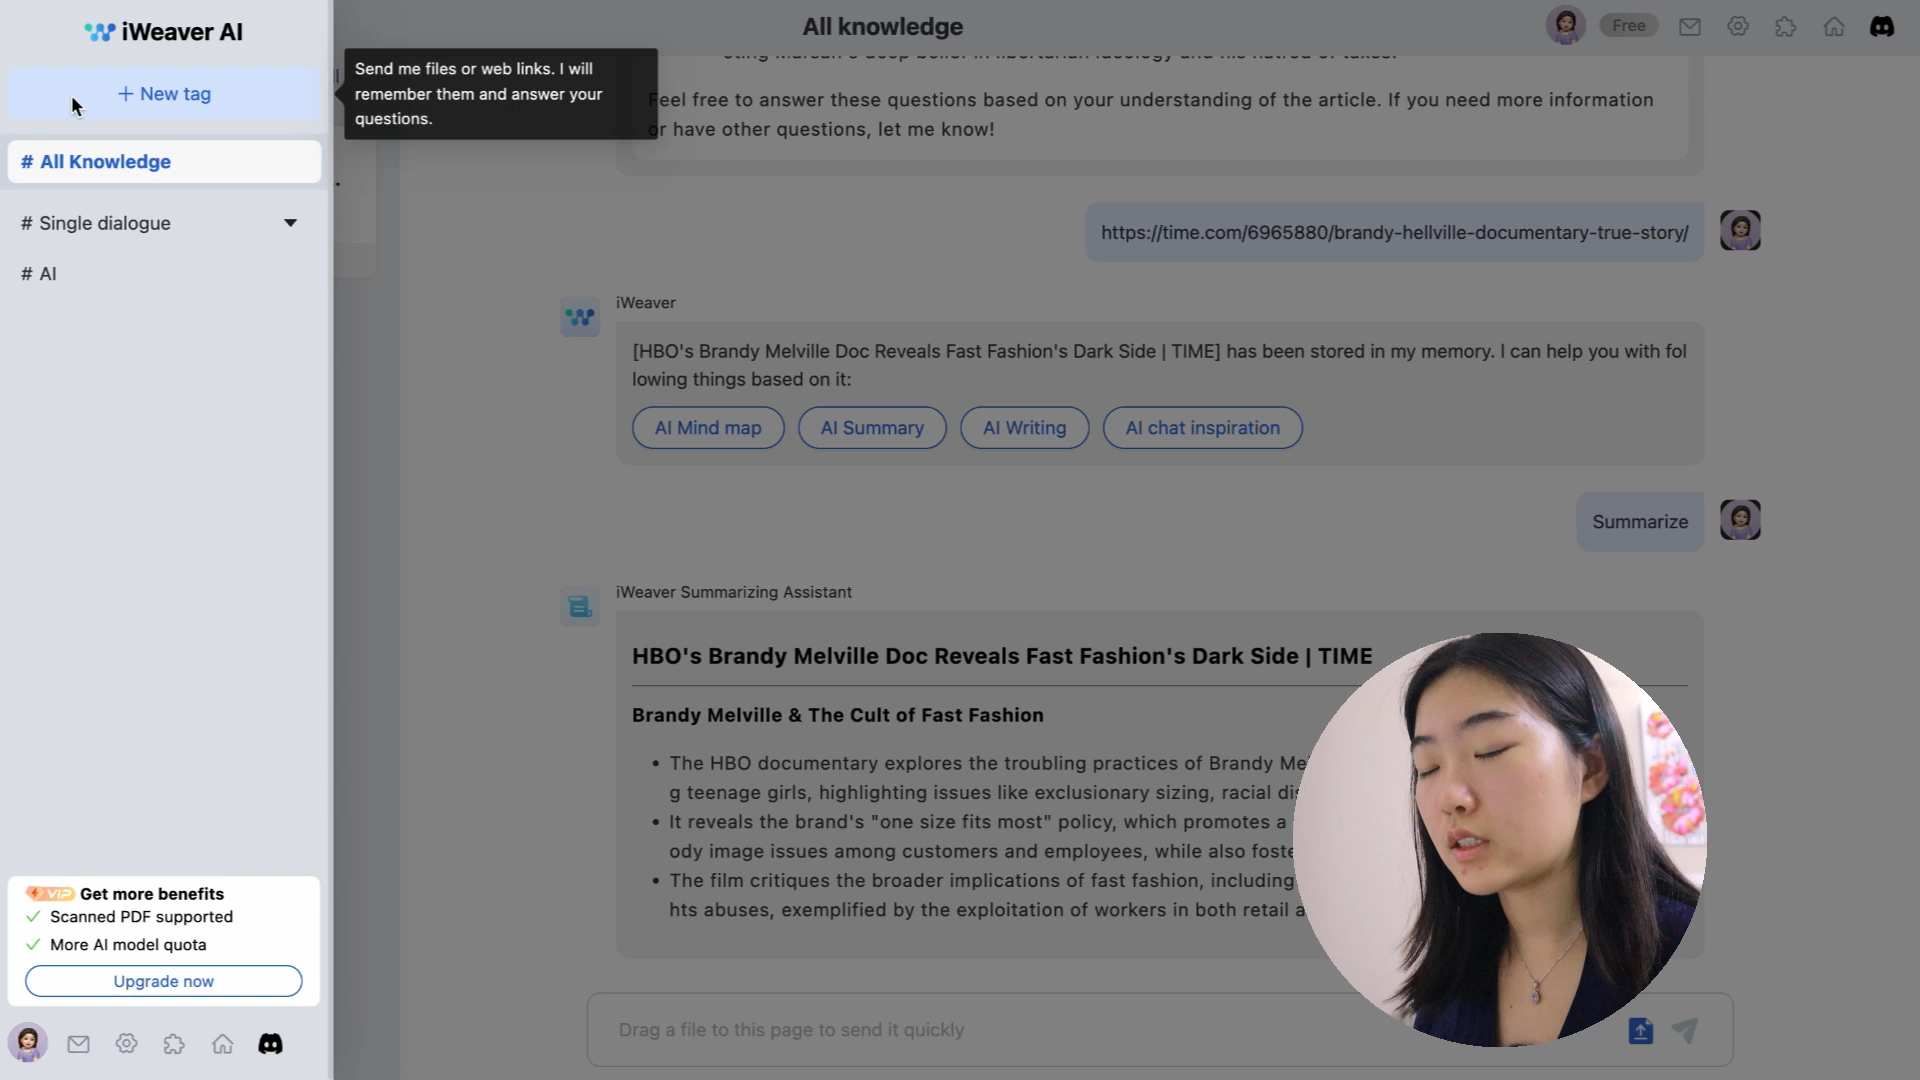 iWeaver AI
+ New tag
# All Knowledge
# Single dialogue
# AI
VIP Get more benefits
Scanned PDF supported
More AI model quota
Upgrade now
Send me files or web links. I will
remember them and answer your
questions.
All knowledge
Free
Feel free to answer these questions based on your understanding of the article. If you need more information
or have other questions, let me know!
https://time.com/6965880/brandy-hellville-documentary-true-story/
iWeaver
[HBO's Brandy Melville Doc Reveals Fast Fashion's Dark Side | TIME] has been stored in my memory. I can help you with fol
lowing things based on it:
AI Mind map
AI Summary
AI Writing
AI chat inspiration
Summarize
iWeaver Summarizing Assistant
HBO's Brandy Melville Doc Reveals Fast Fashion's Dark Side | TIME
Brandy Melville & The Cult of Fast Fashion
• The HBO documentary explores the troubling practices of Brandy Me
g teenage girls, highlighting issues like exclusionary sizing, racial dis
• It reveals the brand's "one size fits most" policy, which promotes a
ody image issues among customers and employees, while also foste
• The film critiques the broader implications of fast fashion, including
hts abuses, exemplified by the exploitation of workers in both retail a
Drag a file to this page to send it quickly